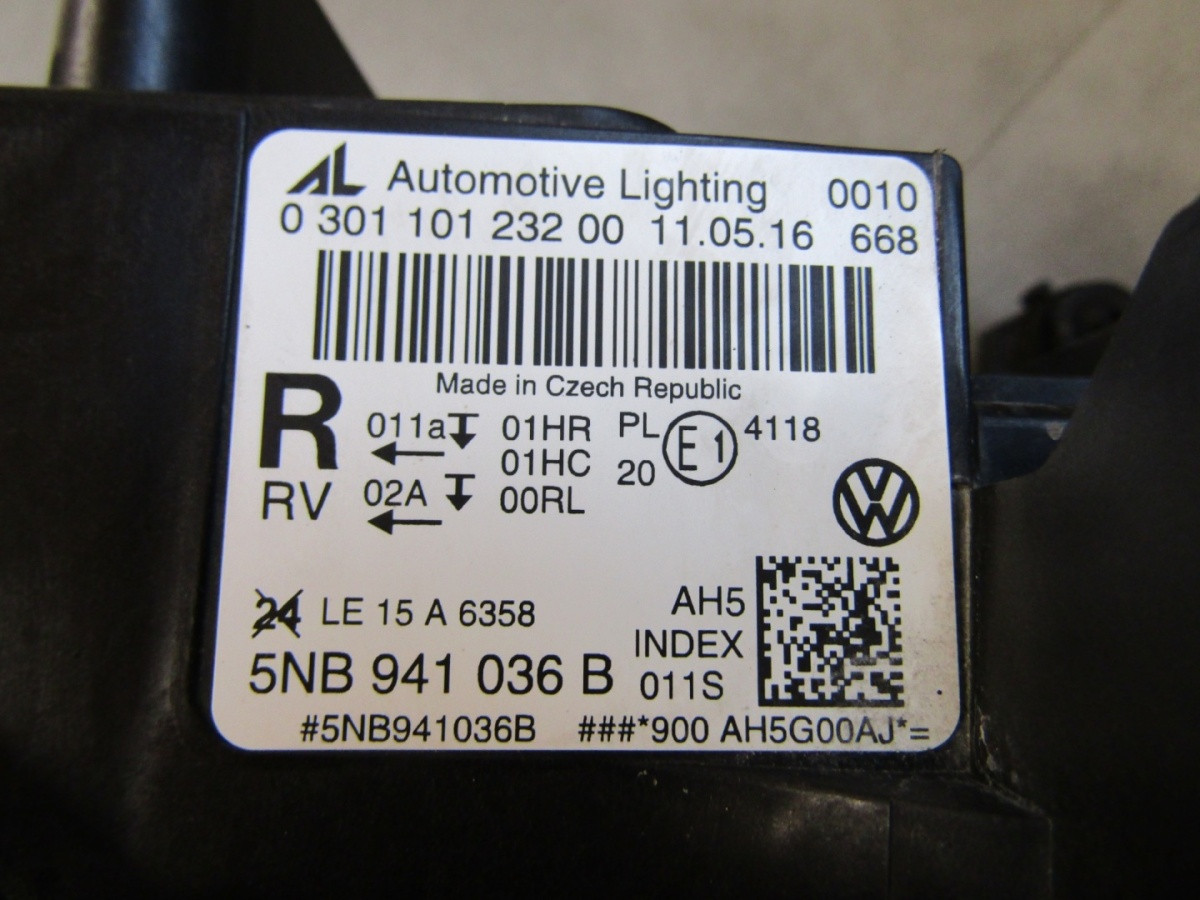 AL Automotive Lighting 0010
0 301 101 232 00 11.05.16 668
Made in Czech Republic
R 011a 01HR PL E1 4118
01HC 20
RV 02A 00RL
VW
24 LE 15 A 6358 AH5
INDEX
5NB 941 036 B 011S
#5NB941036B ###*900 AH5G00AJ*=